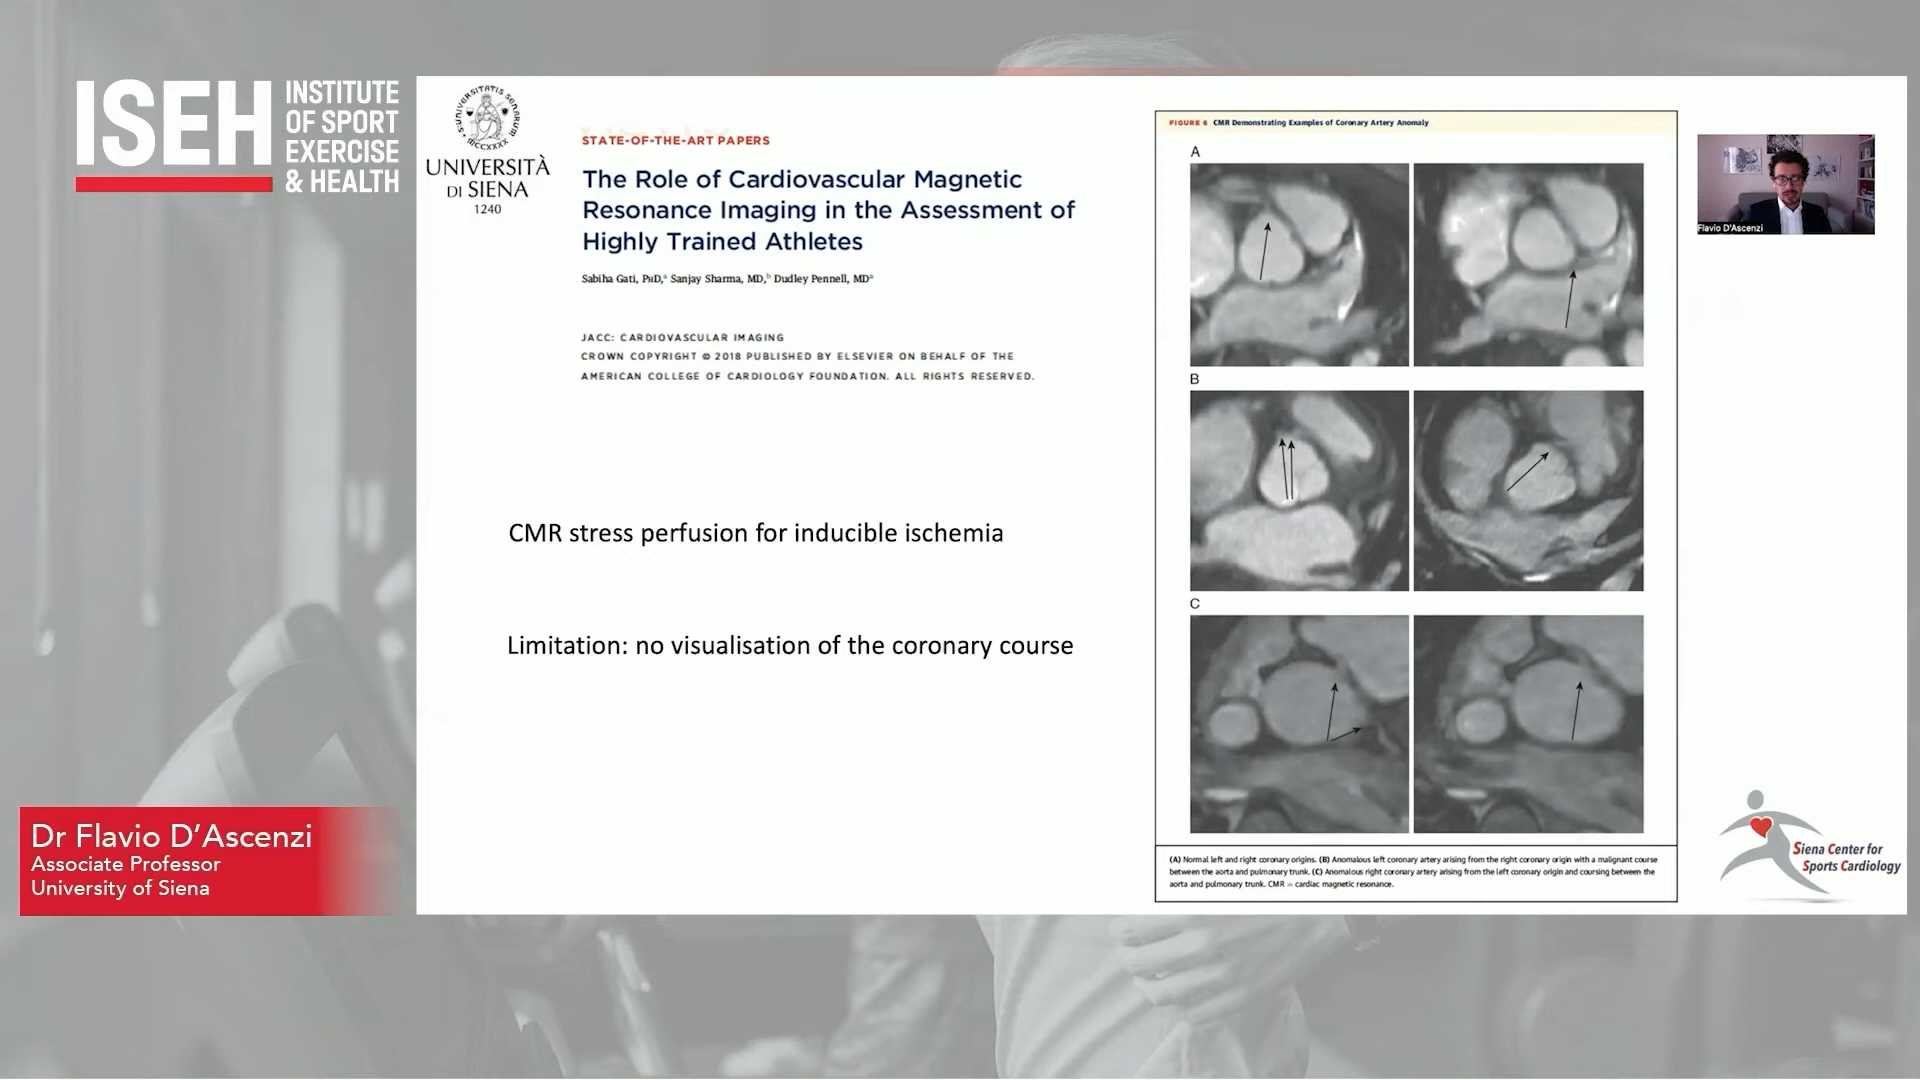 ISEH
INSTITUTE
OF SPORT
EXERCISE
& HEALTH
UNIVERSITÀ
DI SIENA
1240
STATE-OF-THE-ART PAPERS
The Role of Cardiovascular Magnetic
Resonance Imaging in the Assessment of
Highly Trained Athletes
Sabiha Gati, PHD,a Sanjay Sharma, MD,b Dudley Pennell, MDa
JACC: CARDIOVASCULAR IMAGING
CROWN COPYRIGHT © 2018 PUBLISHED BY ELSEVIER ON BEHALF OF THE
AMERICAN COLLEGE OF CARDIOLOGY FOUNDATION. ALL RIGHTS RESERVED.
CMR stress perfusion for inducible ischemia
Limitation: no visualisation of the coronary course
FIGURE 6 CMR Demonstrating Examples of Coronary Artery Anomaly
A
B
C
(A) Normal left and right coronary origins. (B) Anomalous left coronary artery arising from the right coronary origin with a malignant course
between the aorta and pulmonary trunk. (C) Anomalous right coronary artery arising from the left coronary origin and coursing between the
aorta and pulmonary trunk. CMR = cardiac magnetic resonance.
Flavio D'Ascenzi
Siena Center for
Sports Cardiology
Dr Flavio D'Ascenzi
Associate Professor
University of Siena